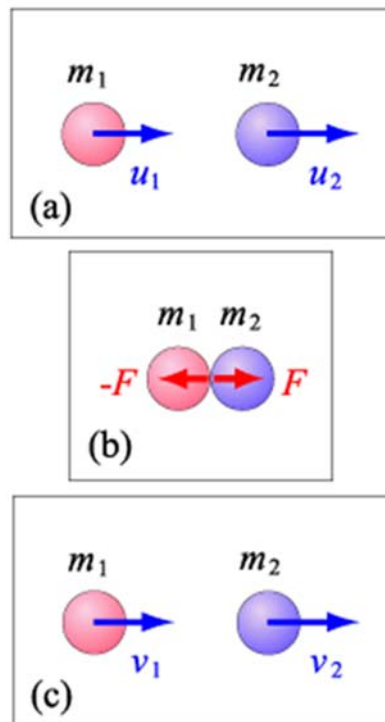 m₁ m₂
u₁ u₂
(a)
m₁ m₂
-F F
(b)
m₁ m₂
v₁ v₂
(c)